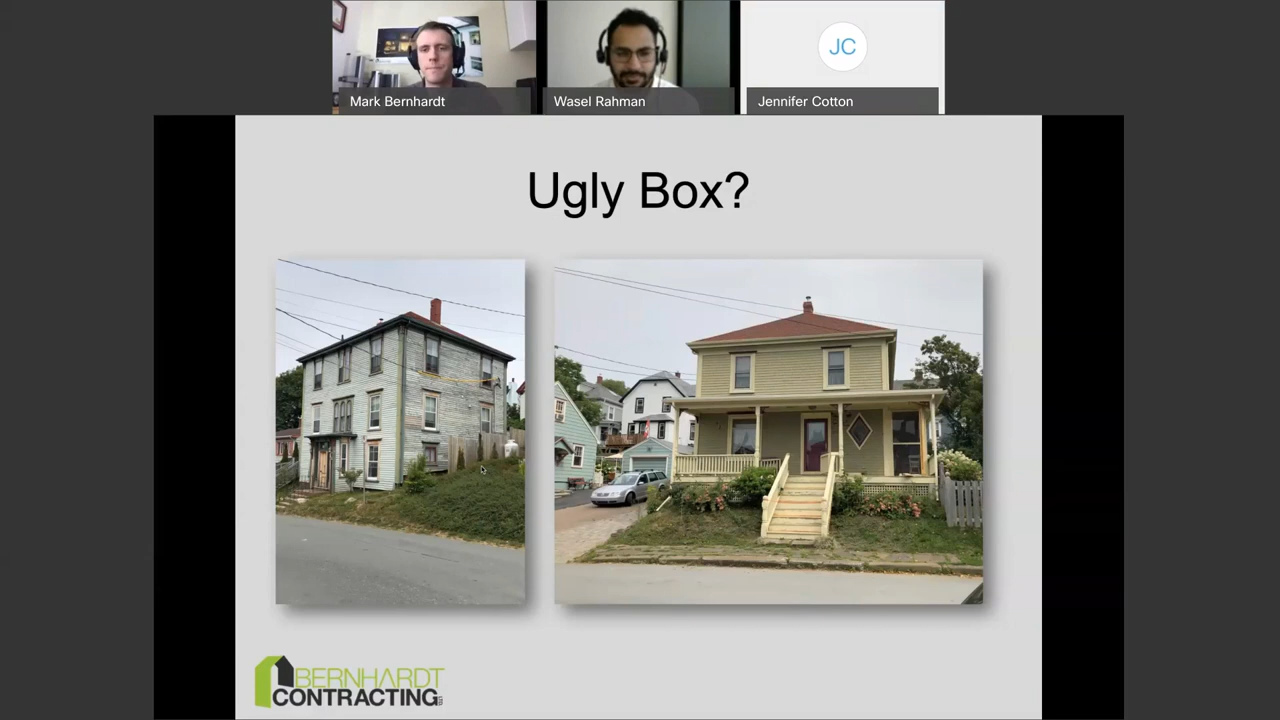 Mark Bernhardt
Wasel Rahman
JC
Jennifer Cotton
Ugly Box?
BERNHARDT
CONTRACTING